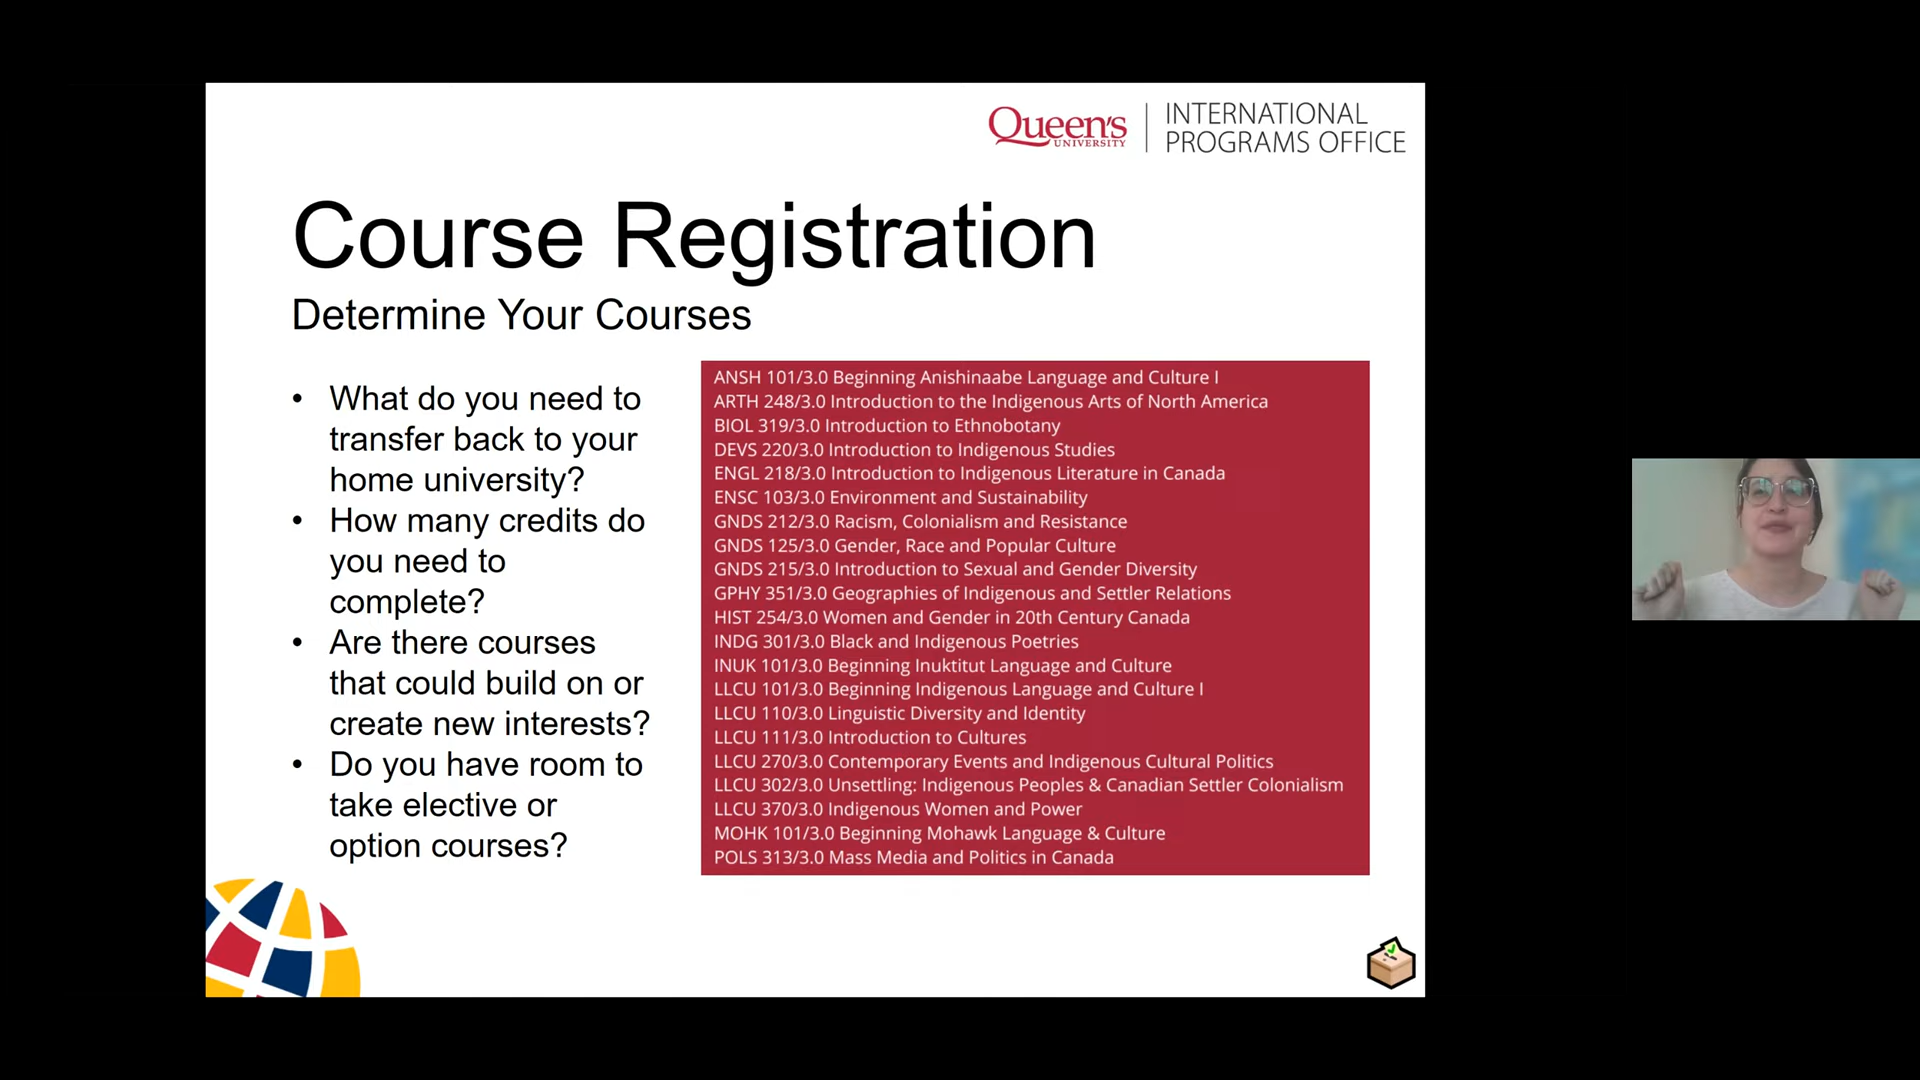 Queen's
UNIVERSITY
INTERNATIONAL
PROGRAMS OFFICE
Course Registration
Determine Your Courses
• What do you need to
transfer back to your
home university?
• How many credits do
you need to
complete?
• Are there courses
that could build on or
create new interests?
• Do you have room to
take elective or
option courses?
ANSH 101/3.0 Beginning Anishinaabe Language and Culture I
ARTH 248/3.0 Introduction to the Indigenous Arts of North America
BIOL 319/3.0 Introduction to Ethnobotany
DEVS 220/3.0 Introduction to Indigenous Studies
ENGL 218/3.0 Introduction to Indigenous Literature in Canada
ENSC 103/3.0 Environment and Sustainability
GNDS 212/3.0 Racism, Colonialism and Resistance
GNDS 125/3.0 Gender, Race and Popular Culture
GNDS 215/3.0 Introduction to Sexual and Gender Diversity
GPHY 351/3.0 Geographies of Indigenous and Settler Relations
HIST 254/3.0 Women and Gender in 20th Century Canada
INDG 301/3.0 Black and Indigenous Poetries
INUK 101/3.0 Beginning Inuktitut Language and Culture
LLCU 101/3.0 Beginning Indigenous Language and Culture I
LLCU 110/3.0 Linguistic Diversity and Identity
LLCU 111/3.0 Introduction to Cultures
LLCU 270/3.0 Contemporary Events and Indigenous Cultural Politics
LLCU 302/3.0 Unsettling: Indigenous Peoples & Canadian Settler Colonialism
LLCU 370/3.0 Indigenous Women and Power
MOHK 101/3.0 Beginning Mohawk Language & Culture
POLS 313/3.0 Mass Media and Politics in Canada